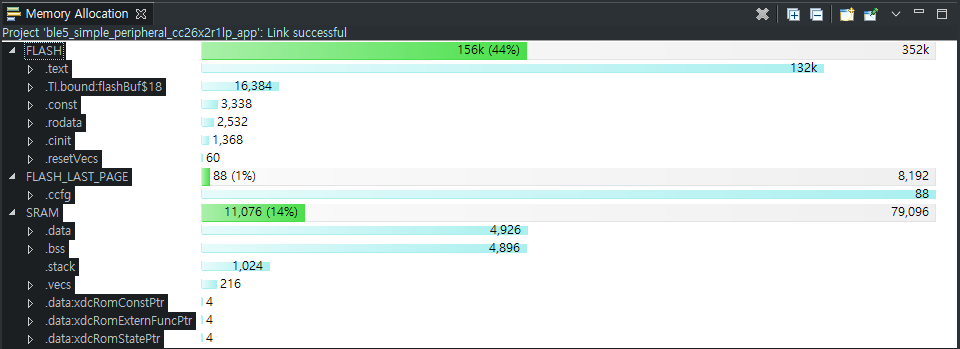 Memory Allocation
Project 'ble5_simple_peripheral_cc26x2r1lp_app': Link successful
FLASH 156k (44%) 352k
.text 132k
.TI.bound:flashBuf$18 16,384
.const 3,338
.rodata 2,532
.cinit 1,368
.resetVecs 60
FLASH_LAST_PAGE 88 (1%) 8,192
.ccfg 88
SRAM 11,076 (14%) 79,096
.data 4,926
.bss 4,896
.stack 1,024
.vecs 216
.data:xdcRomConstPtr 4
.data:xdcRomExternFuncPtr 4
.data:xdcRomStatePtr 4